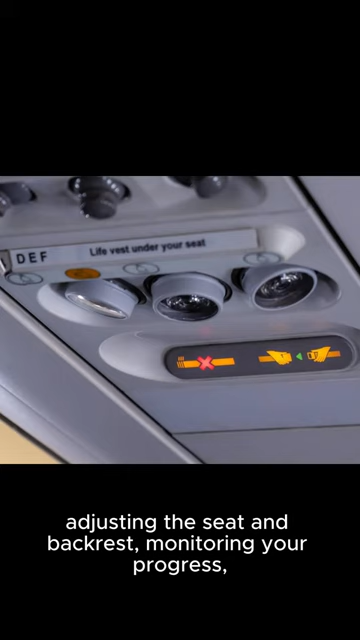 DEF
Life vest under your seat
adjusting the seat and
backrest, monitoring your
progress,